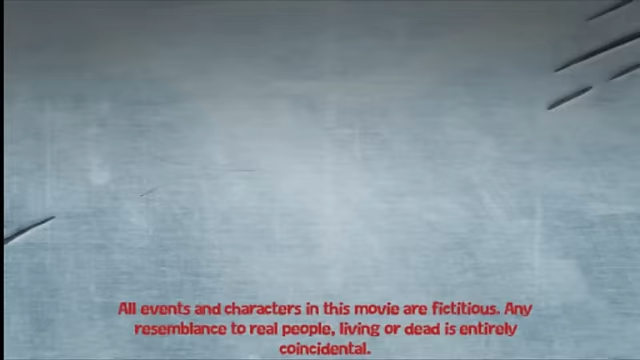 All events and characters in this movie are fictitious. Any
resemblance to real people, living or dead is entirely
coincidental.